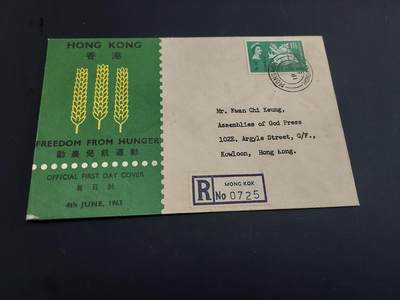 HONG KONG
香港
FREEDOM FROM HUNGER
OFFICIAL FIRST DAY COVER
首日封
4th JUNE, 1963
Mr. Kwan Chi Keung,
Assemblies of God Press
102E. Argyle Street, G/F.,
Kowloon, Hong Kong.
R
MONG KOK
No 0725